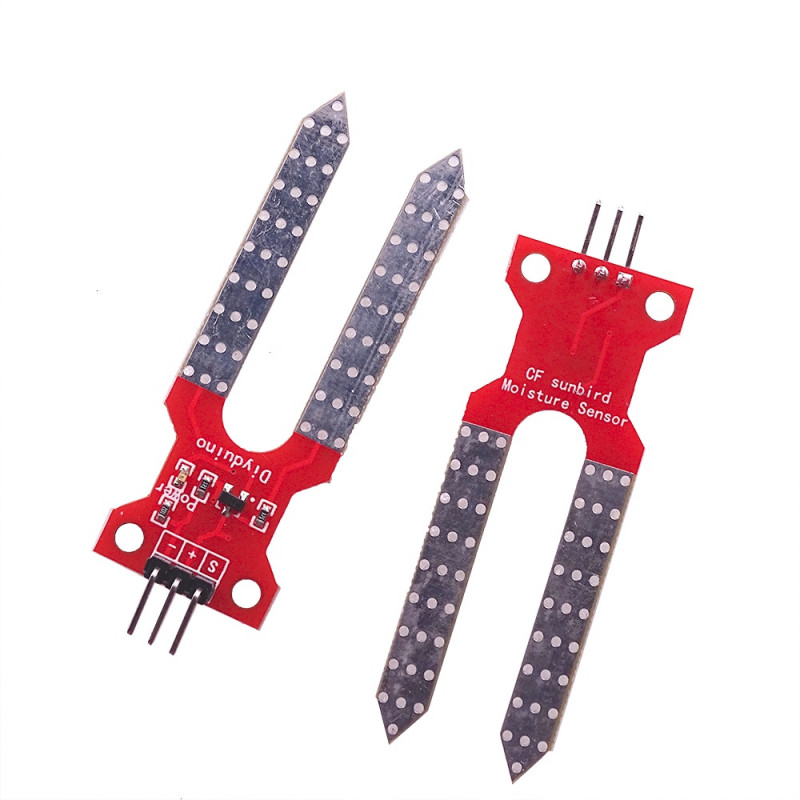 Diyduino
Power
- + S
CF sunbird
Moisture Sensor